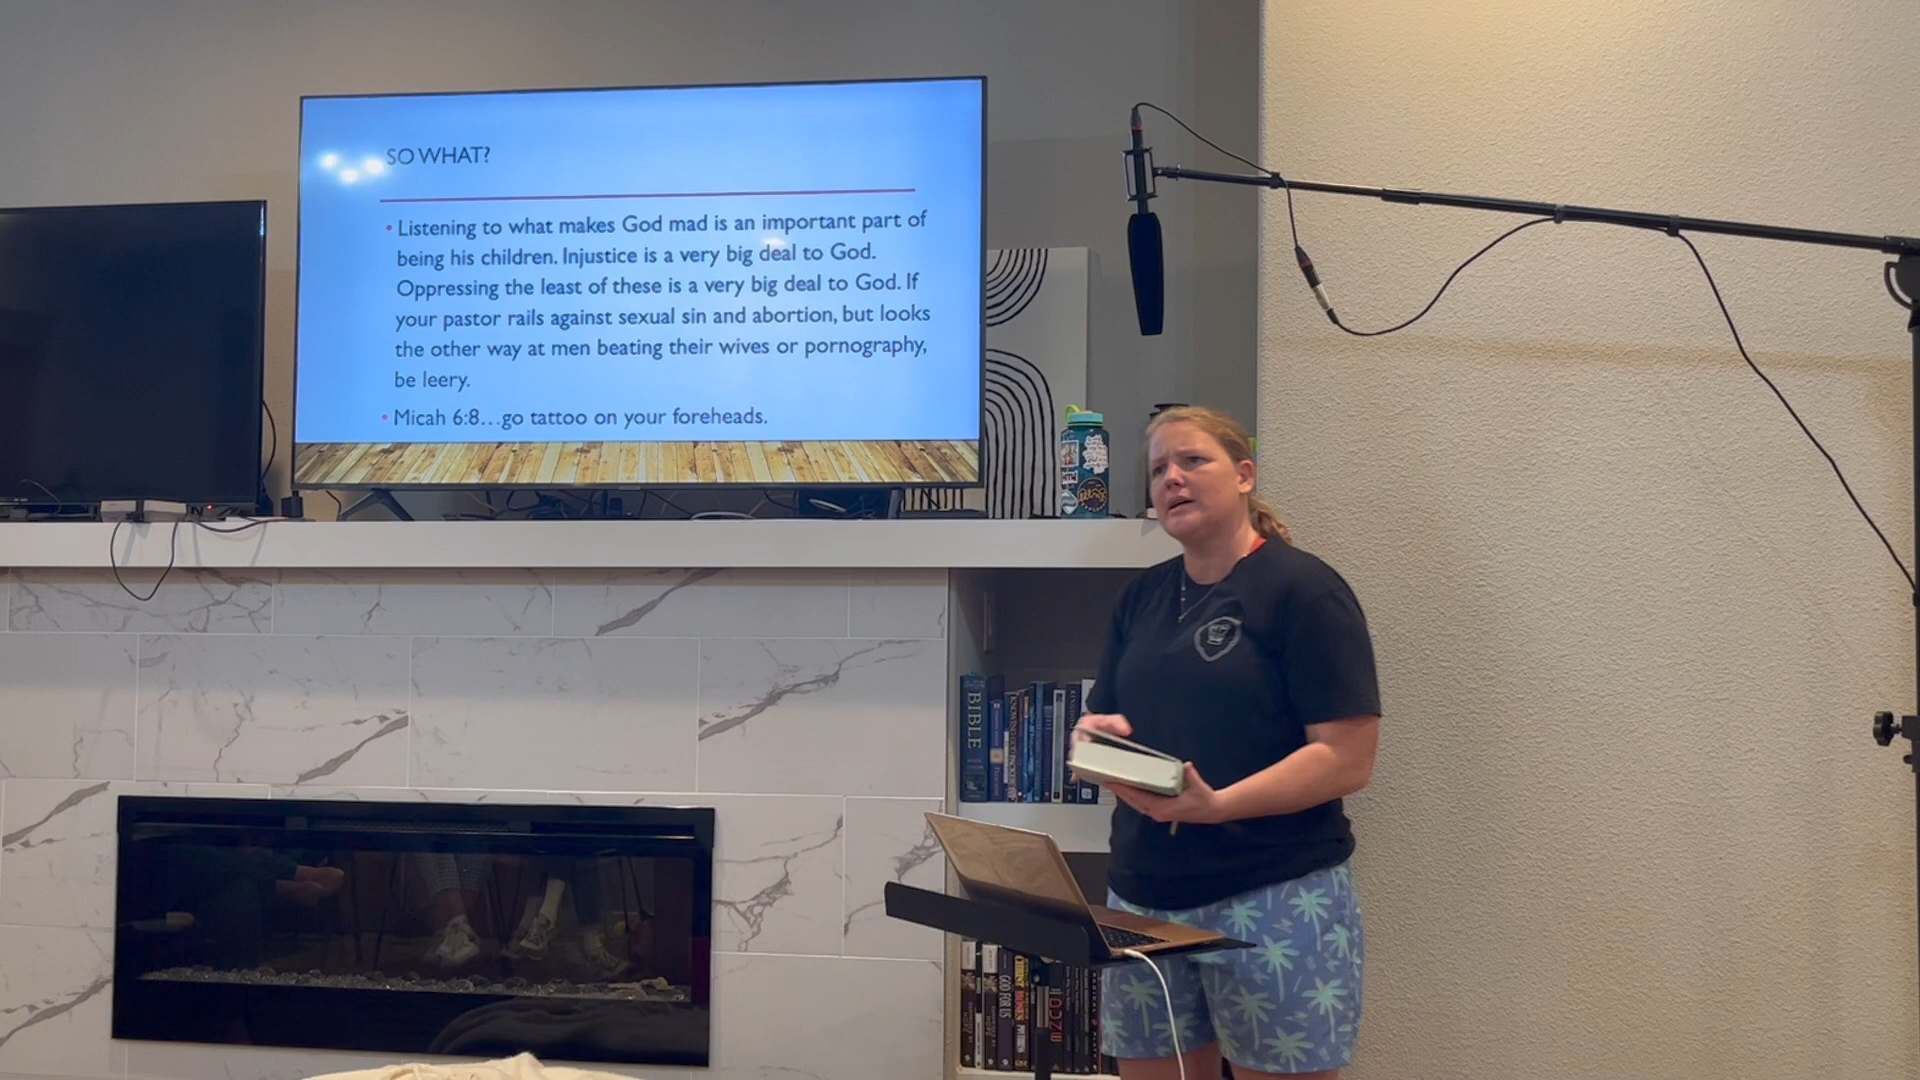 SO WHAT?
• Listening to what makes God mad is an important part of
being his children. Injustice is a very big deal to God.
Oppressing the least of these is a very big deal to God. If
your pastor rails against sexual sin and abortion, but looks
the other way at men beating their wives or pornography,
be leery.
• Micah 6:8...go tattoo on your foreheads.
BIBLE
GOD FOR US